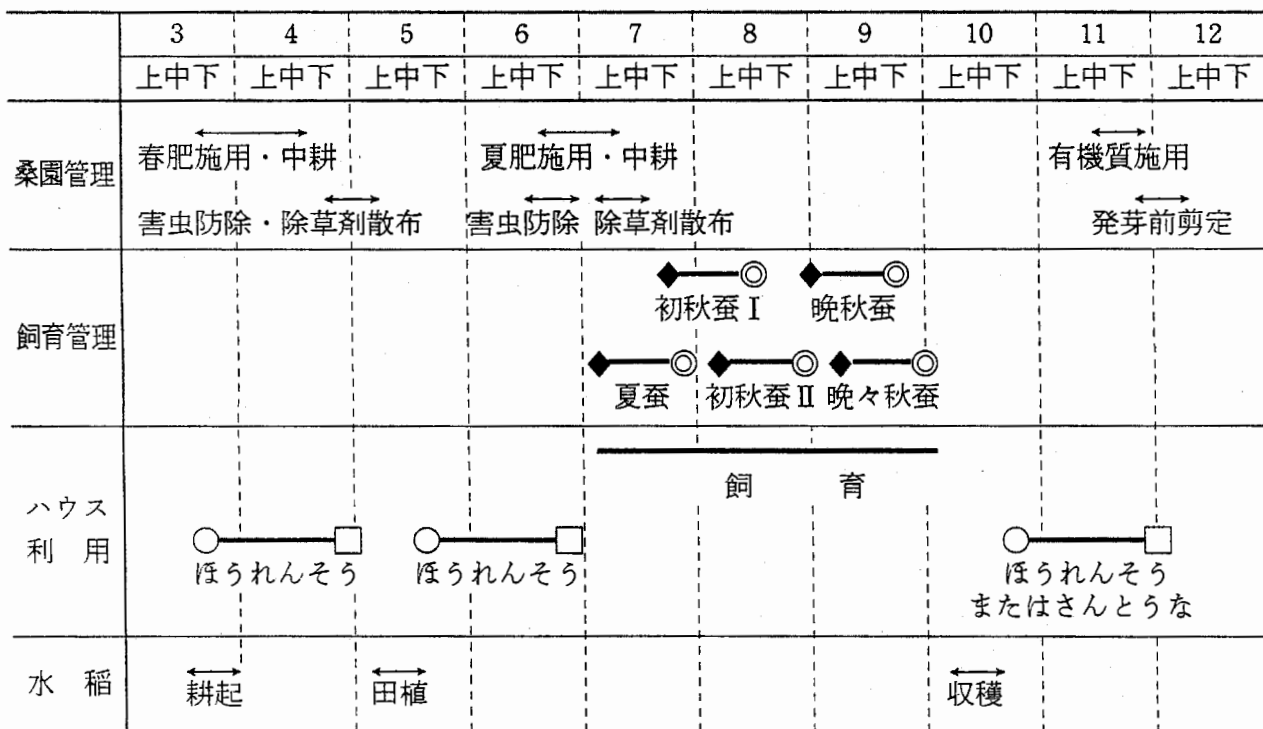 3 4 5 6 7 8 9 10 11 12
上中下 上中下 上中下 上中下 上中下 上中下 上中下 上中下 上中下 上中下
桑園管理
春肥施用・中耕 夏肥施用・中耕 有機質施用
害虫防除・除草剤散布 害虫防除 除草剤散布 発芽前剪定
飼育管理
初秋蚕Ⅰ 晩秋蚕
夏蚕 初秋蚕Ⅱ 晩々秋蚕
ハウス
利用
飼育
ほうれんそう ほうれんそう ほうれんそう
またはさんとうな
水稲
耕起 田植 収穫